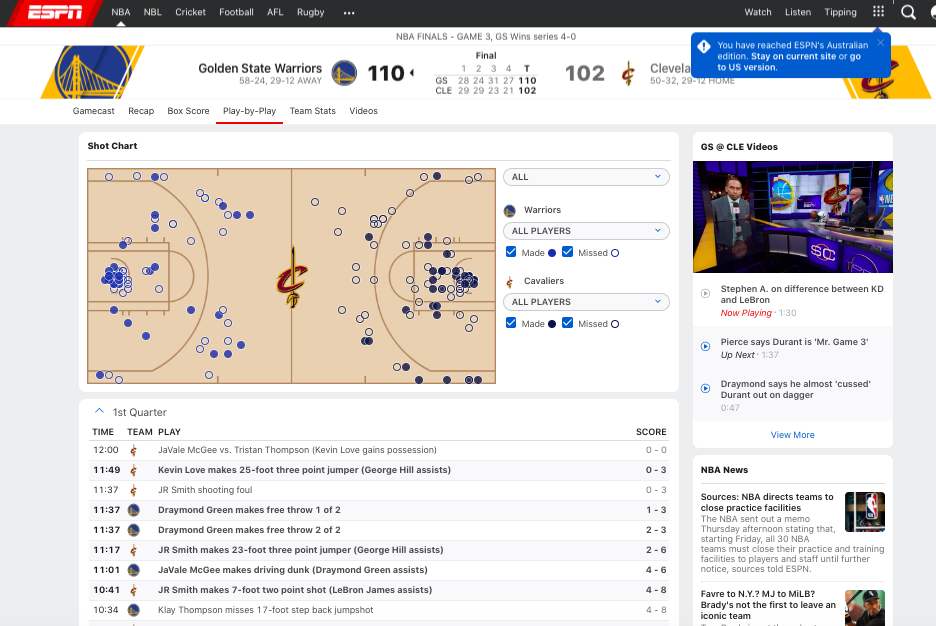 ESPN
NBA NBL Cricket Football AFL Rugby ••• Watch Listen Tipping
NBA FINALS - GAME 3, GS Wins series 4-0
You have reached ESPN's Australian
edition. Stay on current site or go
to US version.
Golden State Warriors
58-24, 29-12 AWAY
110
Final
1 2 3 4 T
GS 28 24 31 27 110
CLE 29 29 23 21 102
102
Clevela
50-32, 29-12 HOME
Gamecast Recap Box Score Play-by-Play Team Stats Videos
Shot Chart
ALL
Warriors
ALL PLAYERS
Made Missed
Cavaliers
ALL PLAYERS
Made Missed
1st Quarter
TIME TEAM PLAY SCORE
12:00 JaVale McGee vs. Tristan Thompson (Kevin Love gains possession) 0 - 0
11:49 Kevin Love makes 25-foot three point jumper (George Hill assists) 0 - 3
11:37 JR Smith shooting foul 0 - 3
11:37 Draymond Green makes free throw 1 of 2 1 - 3
11:37 Draymond Green makes free throw 2 of 2 2 - 3
11:17 JR Smith makes 23-foot three point jumper (George Hill assists) 2 - 6
11:01 JaVale McGee makes driving dunk (Draymond Green assists) 4 - 6
10:41 JR Smith makes 7-foot two point shot (LeBron James assists) 4 - 8
10:34 Klay Thompson misses 17-foot step back jumpshot 4 - 8
GS @ CLE Videos
Stephen A. on difference between KD
and LeBron
Now Playing · 1:30
Pierce says Durant is 'Mr. Game 3'
Up Next · 1:37
Draymond says he almost 'cussed'
Durant out on dagger
0:47
View More
NBA News
Sources: NBA directs teams to
close practice facilities
The NBA sent out a memo
Thursday afternoon stating that,
starting Friday, all 30 NBA
teams must close their practice and training
facilities to players and staff until further
notice, sources told ESPN.
Favre to N.Y.? MJ to MiLB?
Brady's not the first to leave an
iconic team